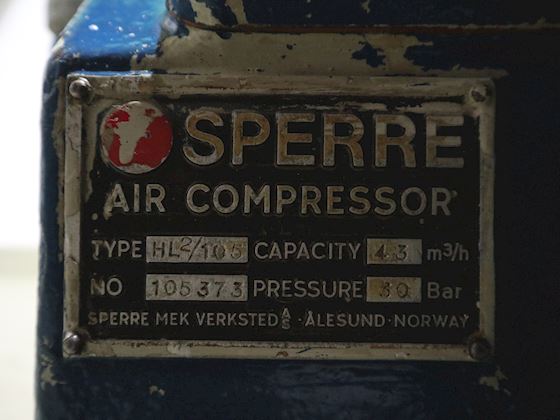 SPERRE
AIR COMPRESSOR
TYPE HL2/105 CAPACITY 43 m³/h
NO 105373 PRESSURE 30 Bar
SPERRE MEK VERKSTED A/S · ÅLESUND · NORWAY